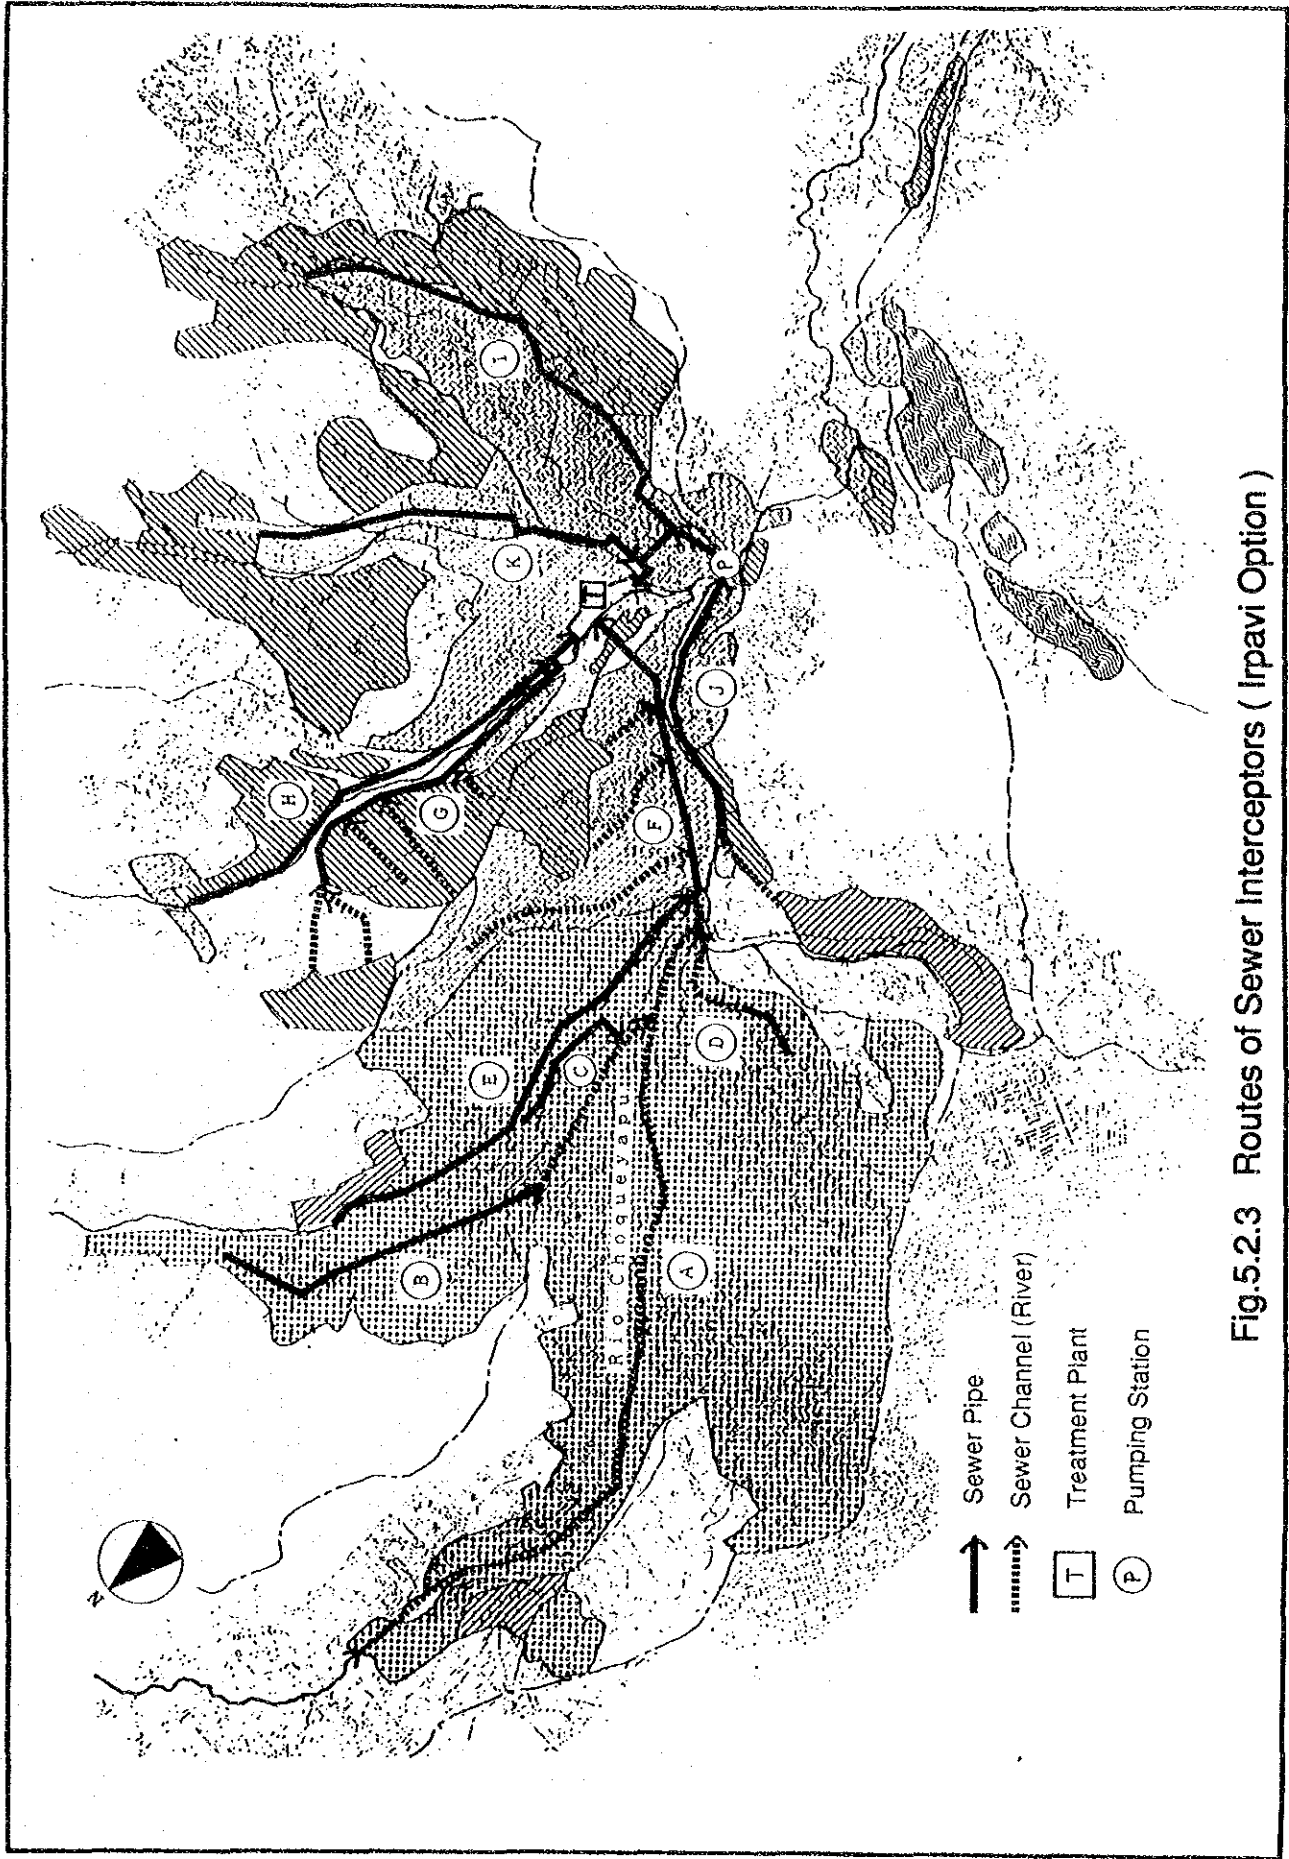 N
H
G
K
I
E
C
F
J
P
T
B
D
A
Rio Choqueyapu
Sewer Pipe
Sewer Channel (River)
T Treatment Plant
P Pumping Station
Fig.5.2.3 Routes of Sewer Interceptors ( Irpavi Option )